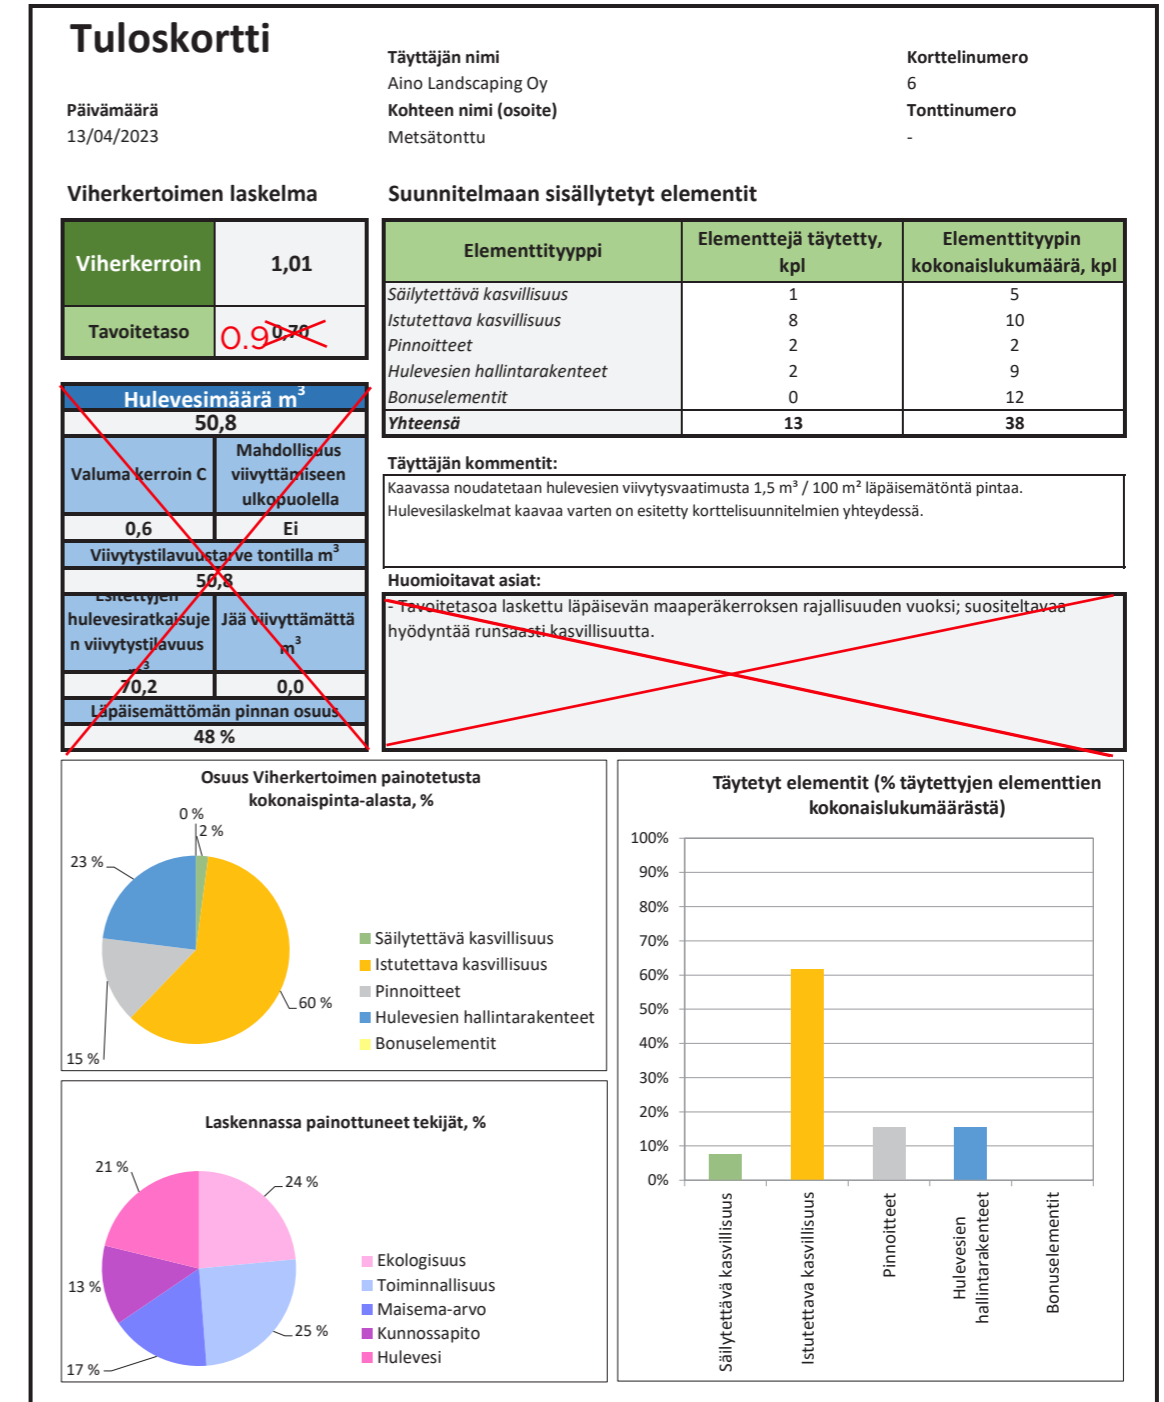 Tuloskortti
Täyttäjän nimi
Korttelinumero
Aino Landscaping Oy
6
Päivämäärä
Kohteen nimi (osoite)
Tonttinumero
13/04/2023
Metsätonttu
-
Viherkertoimen laskelma
Suunnitelmaan sisällytetyt elementit
Viherkerroin 1,01
Tavoitetaso 0.9 0,70
Elementtityyppi
Elementtejä täytetty,
kpl
Elementtityypin
kokonaislukumäärä, kpl
Säilytettävä kasvillisuus 1 5
Istutettava kasvillisuus 8 10
Pinnoitteet 2 2
Hulevesien hallintarakenteet 2 9
Bonuselementit 0 12
Yhteensä 13 38
Hulevesimäärä m³
50,8
Valuma kerroin C
Mahdollisuus
viivyttämiseen
ulkopuolella
0,6 Ei
Viivytystilavuustarve tontilla m³
50,8
Esitettyjen
hulevesiratkaisuje
n viivytystilavuus
m³
Jää viivyttämättä
m³
70,2 0,0
Läpäisemättömän pinnan osuus
48 %
Täyttäjän kommentit:
Kaavassa noudatetaan hulevesien viivytysvaatimusta 1,5 m³ / 100 m² läpäisemätöntä pintaa.
Hulevesilaskelmat kaavaa varten on esitetty korttelisuunnitelmien yhteydessä.
Huomioitavat asiat:
- Tavoitetasoa laskettu läpäisevän maaperäkerroksen rajallisuuden vuoksi; suositeltavaa
hyödyntää runsaasti kasvillisuutta.
Osuus Viherkertoimen painotetusta
kokonaispinta-alasta, %
0 %
2 %
23 %
60 %
15 %
Säilytettävä kasvillisuus
Istutettava kasvillisuus
Pinnoitteet
Hulevesien hallintarakenteet
Bonuselementit
Laskennassa painottuneet tekijät, %
21 %
24 %
13 %
25 %
17 %
Ekologisuus
Toiminnallisuus
Maisema-arvo
Kunnossapito
Hulevesi
Täytetyt elementit (% täytettyjen elementtien
kokonaislukumäärästä)
100%
90%
80%
70%
60%
50%
40%
30%
20%
10%
0%
Säilytettävä kasvillisuus
Istutettava kasvillisuus
Pinnoitteet
Hulevesien
hallintarakenteet
Bonuselementit